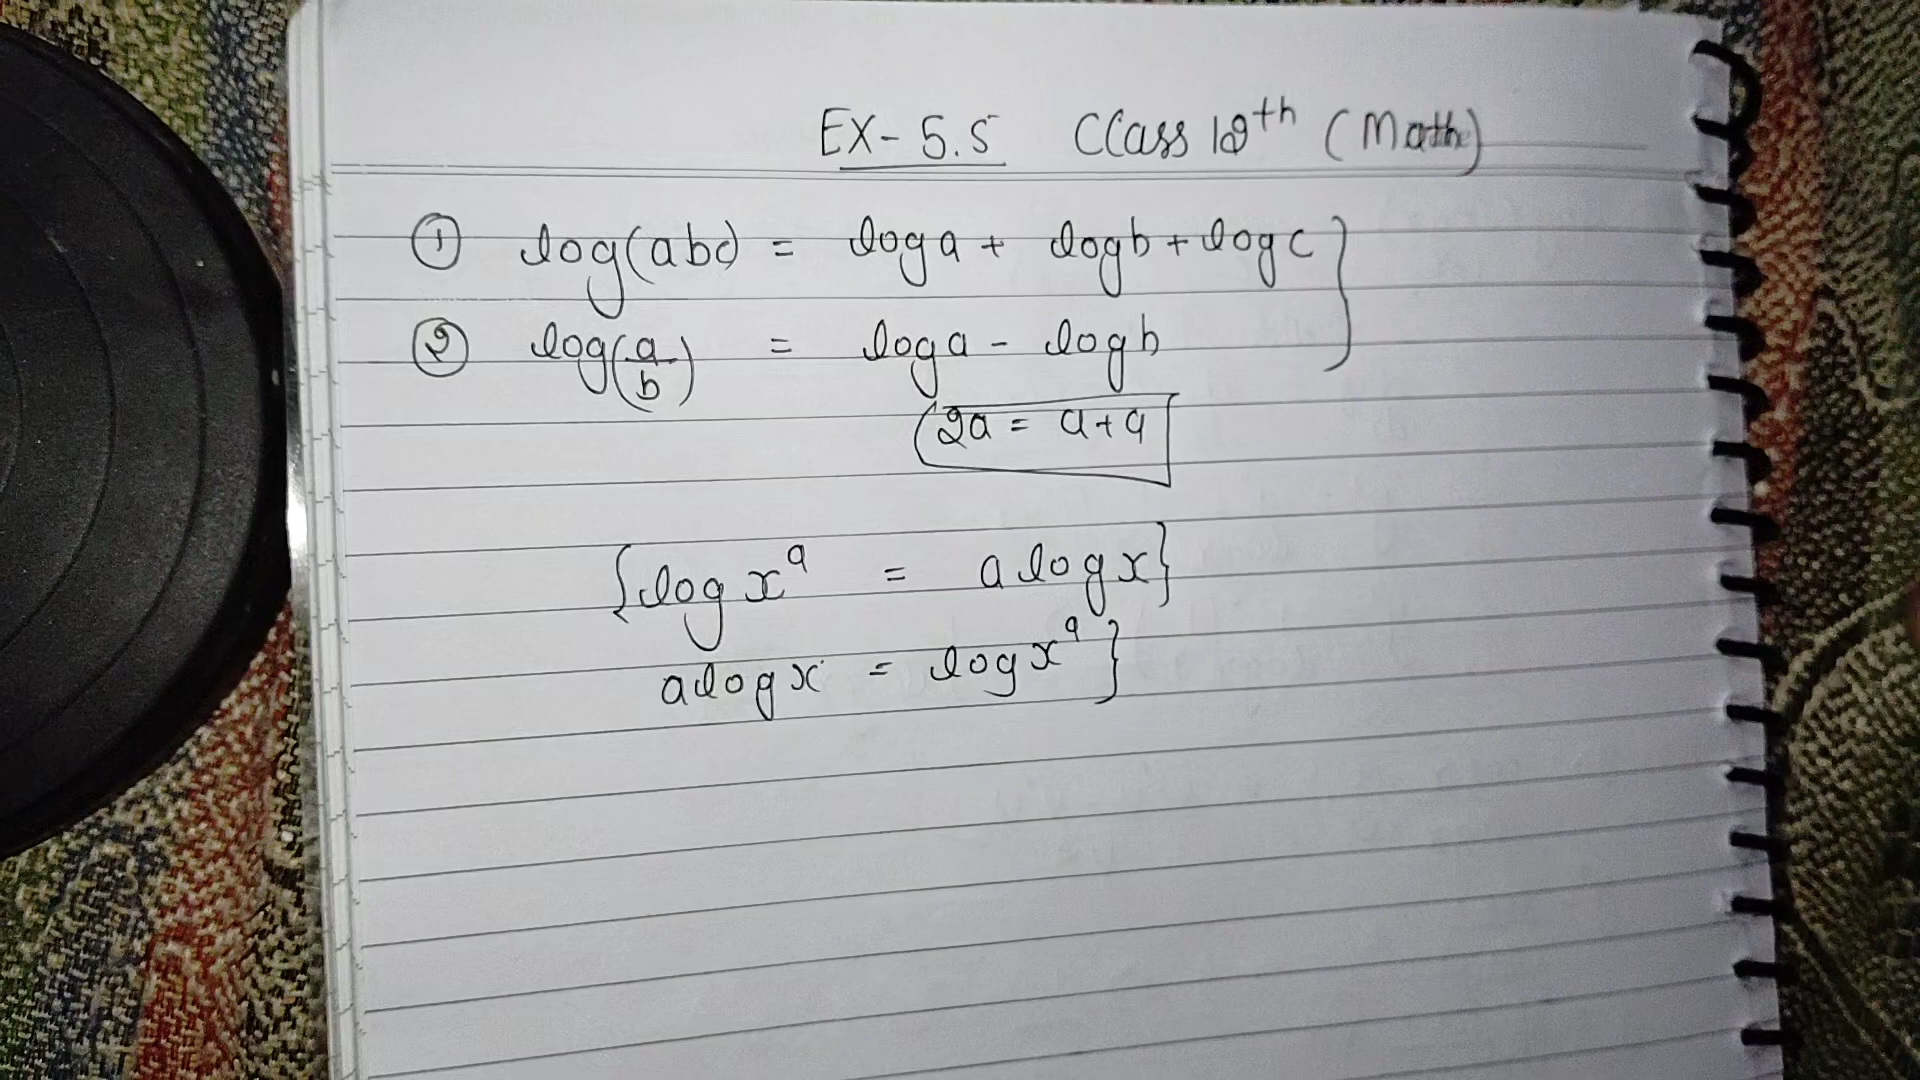 EX- 5.5 Class 12th (Math)
① log(abc) = log a + log b + log c }
② log(a/b) = log a - log b
(2a = a+a
{log x^a = a log x}
a log x = log x^a }